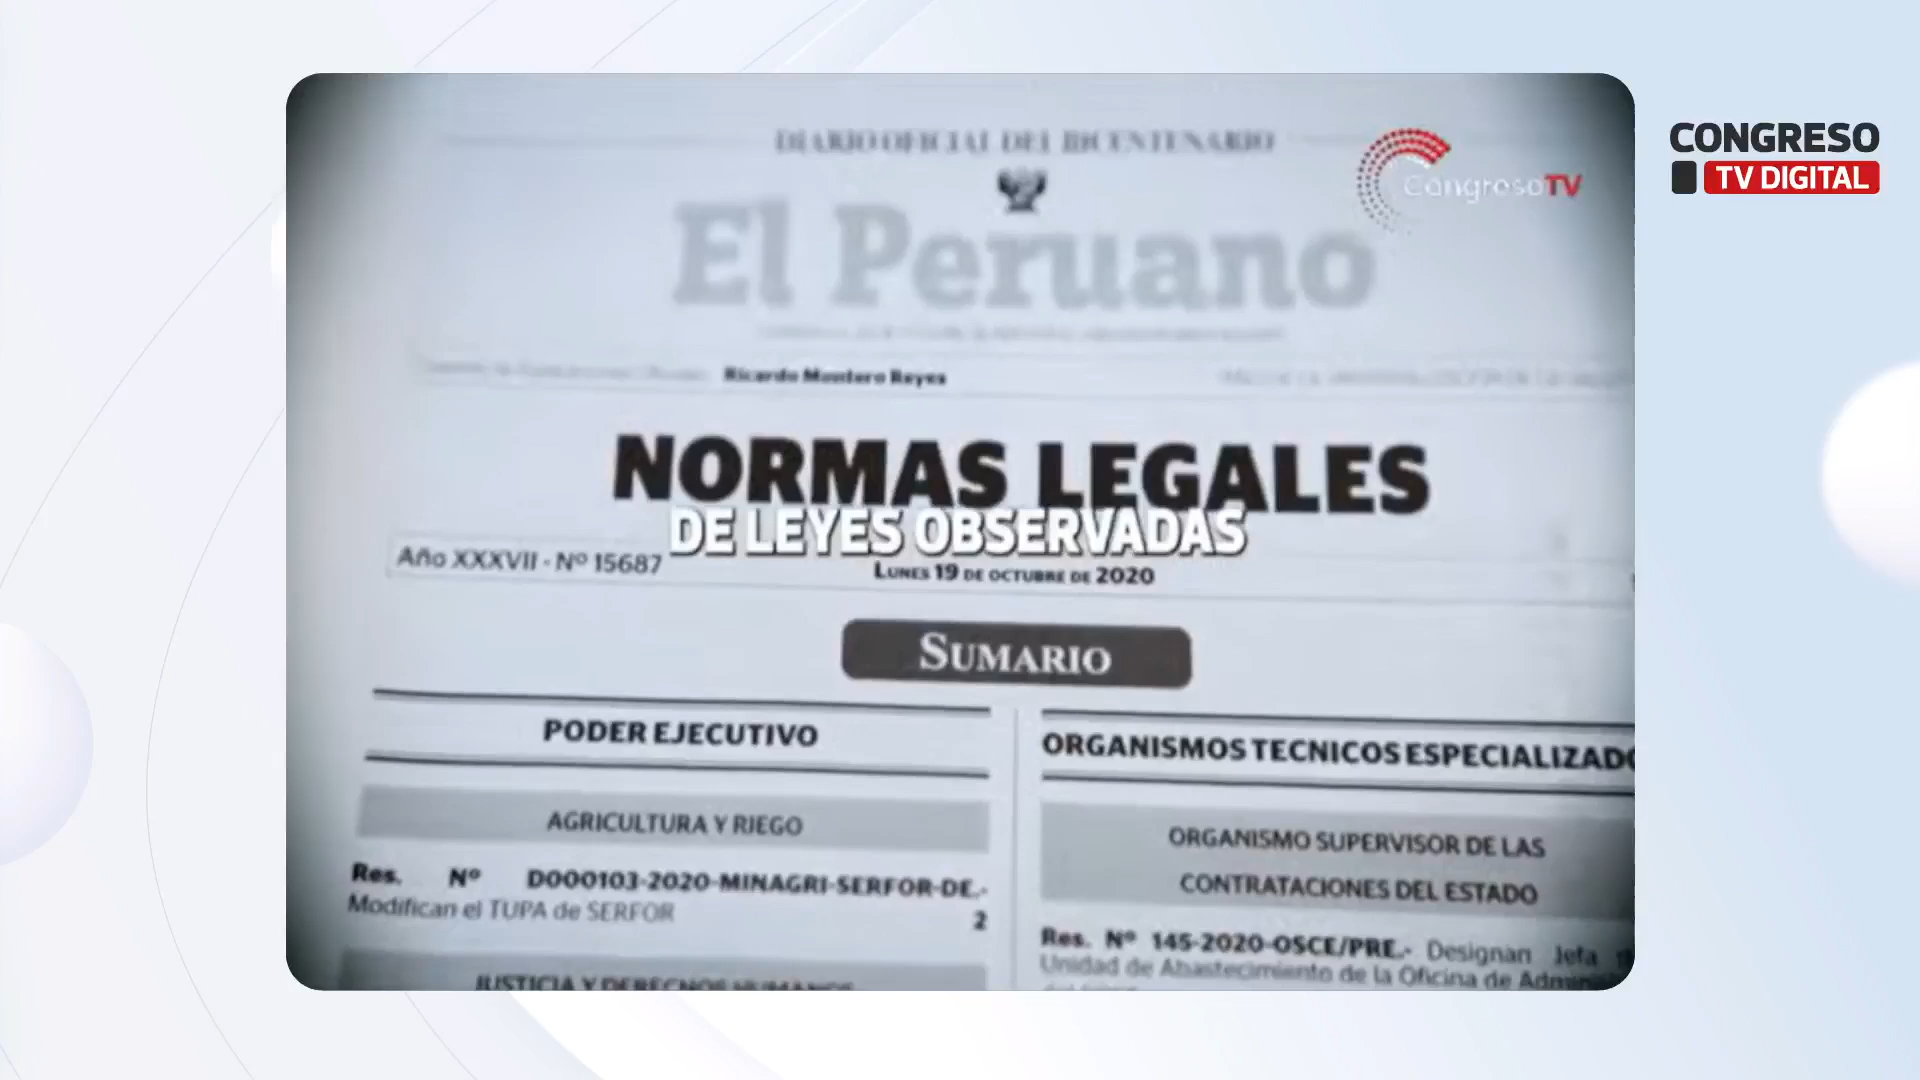 CONGRESO
TV DIGITAL
DIARIO OFICIAL DEL BICENTENARIO
CongresoTV
El Peruano
Ricardo Montero Reyes
NORMAS LEGALES
DE LEYES OBSERVADAS
Año XXXVII - Nº 15687
LUNES 19 DE OCTUBRE DE 2020
SUMARIO
PODER EJECUTIVO
AGRICULTURA Y RIEGO
Res. Nº D000103-2020-MINAGRI-SERFOR-DE.-
Modifican el TUPA de SERFOR 2
JUSTICIA Y DERECHOS HUMANOS
ORGANISMOS TECNICOS ESPECIALIZADO
ORGANISMO SUPERVISOR DE LAS
CONTRATACIONES DEL ESTADO
Res. Nº 145-2020-OSCE/PRE.- Designan Jefa
Unidad de Abastecimiento de la Oficina de